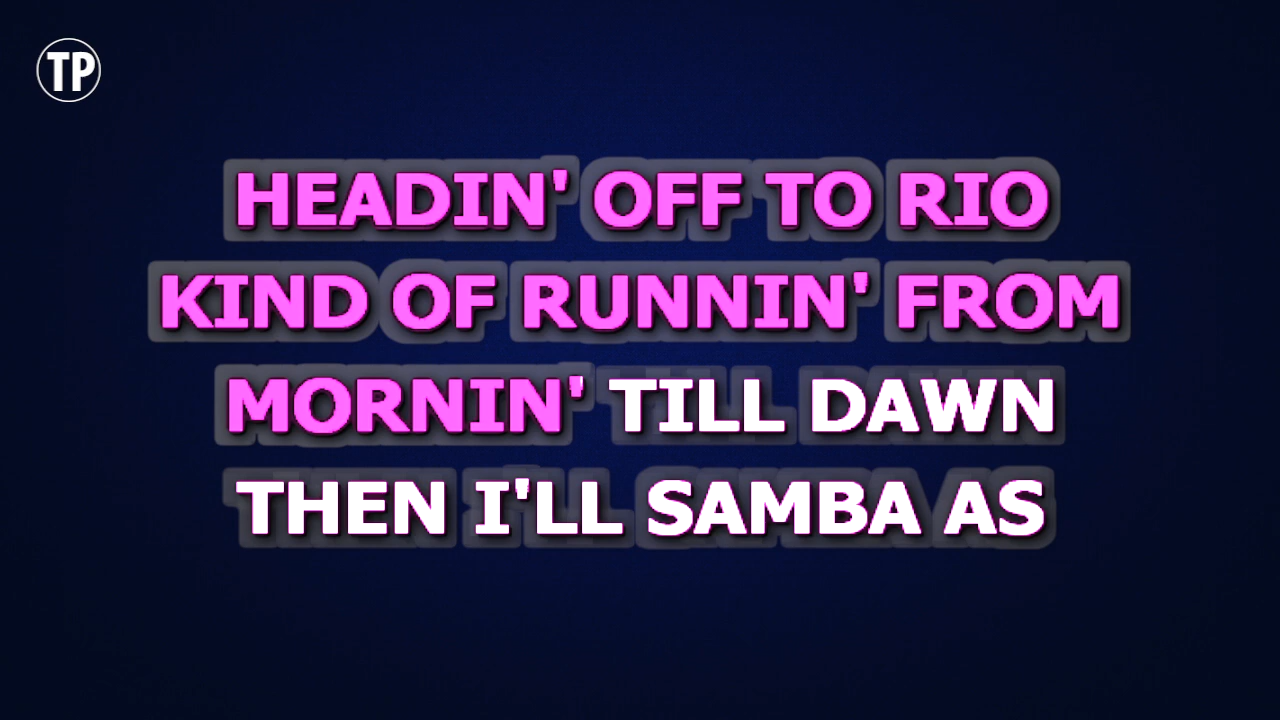 TP
HEADIN' OFF TO RIO
KIND OF RUNNIN' FROM
MORNIN' TILL DAWN
THEN I'LL SAMBA AS